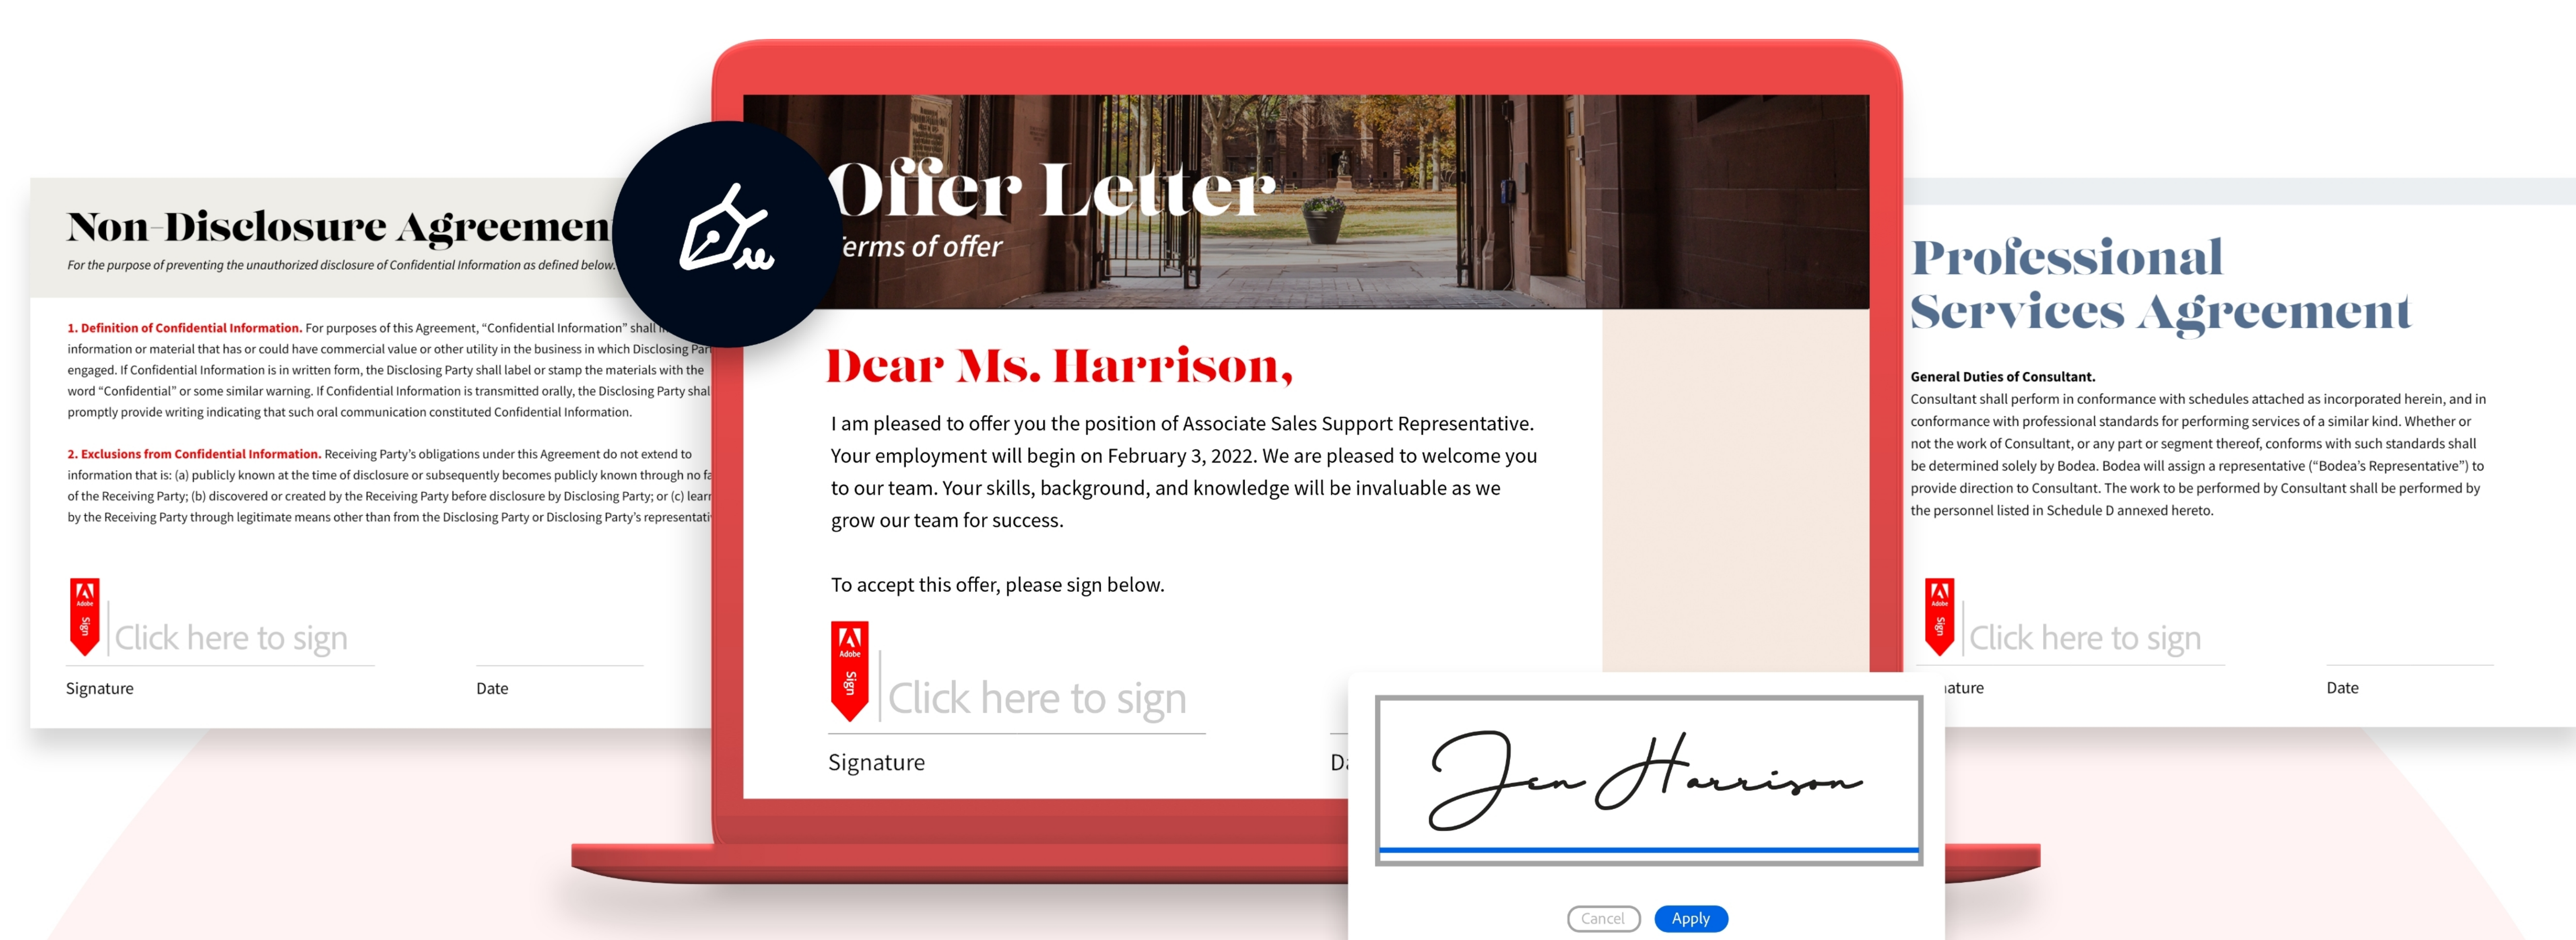 Non-Disclosure Agreemen
For the purpose of preventing the unauthorized disclosure of Confidential Information as defined below.
1. Definition of Confidential Information. For purposes of this Agreement, “Confidential Information” shall
information or material that has or could have commercial value or other utility in the business in which Disclosing Part
engaged. If Confidential Information is in written form, the Disclosing Party shall label or stamp the materials with the
word “Confidential” or some similar warning. If Confidential Information is transmitted orally, the Disclosing Party shal
promptly provide writing indicating that such oral communication constituted Confidential Information.
2. Exclusions from Confidential Information. Receiving Party’s obligations under this Agreement do not extend to
information that is: (a) publicly known at the time of disclosure or subsequently becomes publicly known through no fa
of the Receiving Party; (b) discovered or created by the Receiving Party before disclosure by Disclosing Party; or (c) learn
by the Receiving Party through legitimate means other than from the Disclosing Party or Disclosing Party’s representati
Adobe
Sign
Click here to sign
Signature
Date
Offer Letter
erms of offer
Dear Ms. Harrison,
I am pleased to offer you the position of Associate Sales Support Representative.
Your employment will begin on February 3, 2022. We are pleased to welcome you
to our team. Your skills, background, and knowledge will be invaluable as we
grow our team for success.
To accept this offer, please sign below.
Adobe
Sign
Click here to sign
Signature
Da
Jen Harrison
Cancel
Apply
Professional
Services Agreement
General Duties of Consultant.
Consultant shall perform in conformance with schedules attached as incorporated herein, and in
conformance with professional standards for performing services of a similar kind. Whether or
not the work of Consultant, or any part or segment thereof, conforms with such standards shall
be determined solely by Bodea. Bodea will assign a representative (“Bodea’s Representative”) to
provide direction to Consultant. The work to be performed by Consultant shall be performed by
the personnel listed in Schedule D annexed hereto.
Adobe
Sign
Click here to sign
nature
Date